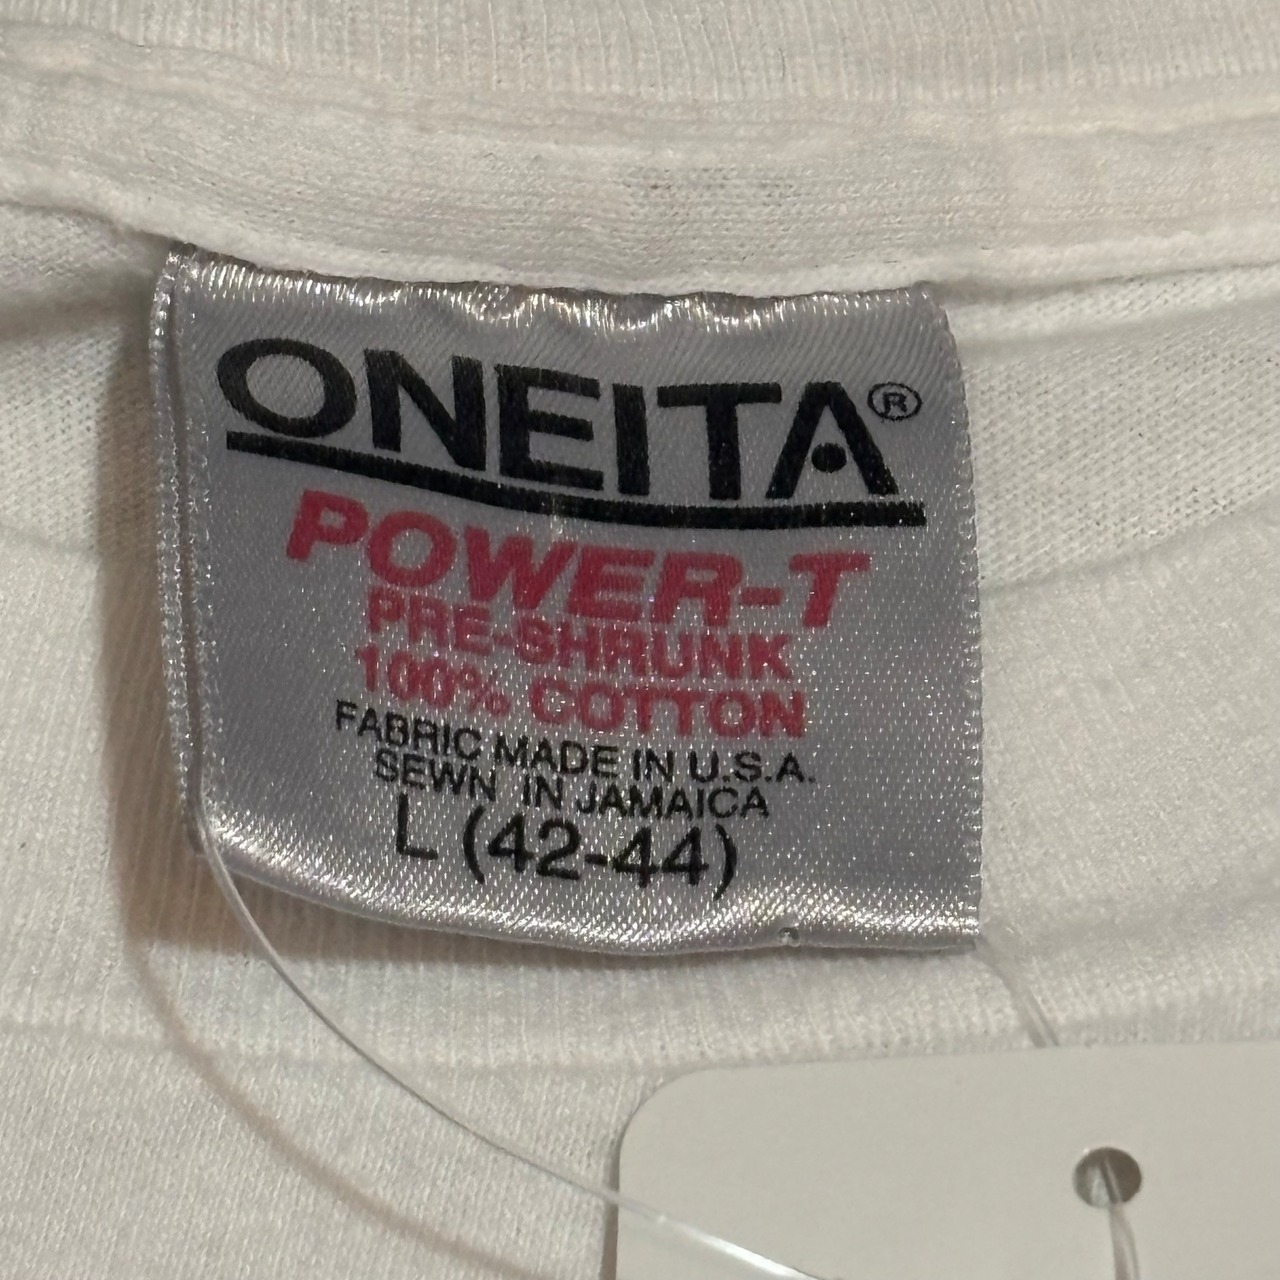 ONEITA®
POWER-T
PRE-SHRUNK
100% COTTON
FABRIC MADE IN U.S.A.
SEWN IN JAMAICA
L (42-44)